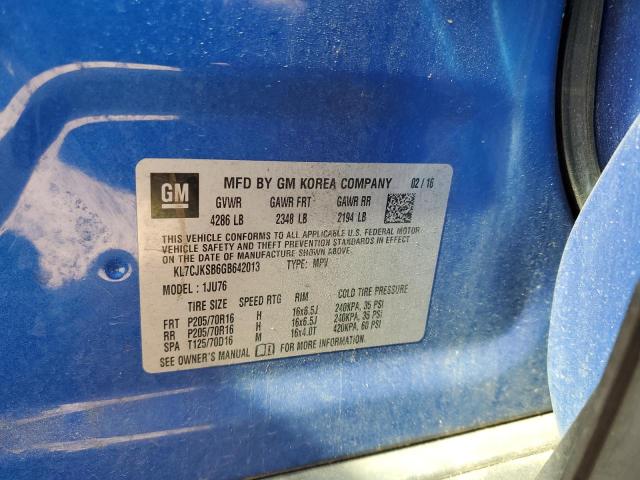 GM MFD BY GM KOREA COMPANY 02/16
GVWR GAWR FRT GAWR RR
4286 LB 2348 LB 2194 LB
THIS VEHICLE CONFORMS TO ALL APPLICABLE U.S. FEDERAL MOTOR
VEHICLE SAFETY AND THEFT PREVENTION STANDARDS IN EFFECT
ON THE DATE OF MANUFACTURE SHOWN ABOVE.
KL7CJKSB6GB642013 TYPE: MPV
MODEL : 1JU76
TIRE SIZE SPEED RTG RIM COLD TIRE PRESSURE
FRT P205/70R16 H 16x6.5J 240KPA, 35 PSI
RR P205/70R16 H 16x6.5J 240KPA, 35 PSI
SPA T125/70D16 M 16x4.0T 420KPA, 60 PSI
SEE OWNER'S MANUAL FOR MORE INFORMATION.